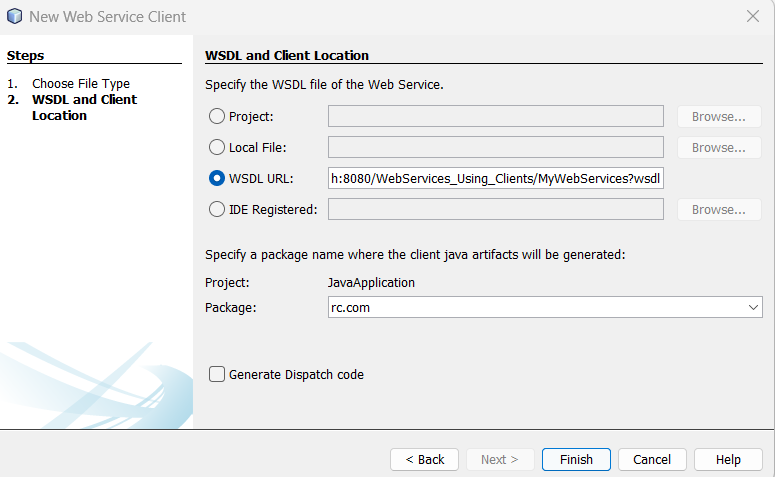 New Web Service Client
Steps
1. Choose File Type
2. WSDL and Client
Location
WSDL and Client Location
Specify the WSDL file of the Web Service.
Project: Browse...
Local File: Browse...
WSDL URL: h:8080/WebServices_Using_Clients/MyWebServices?wsdl
IDE Registered: Browse...
Specify a package name where the client java artifacts will be generated:
Project: JavaApplication
Package: rc.com
Generate Dispatch code
< Back Next > Finish Cancel Help